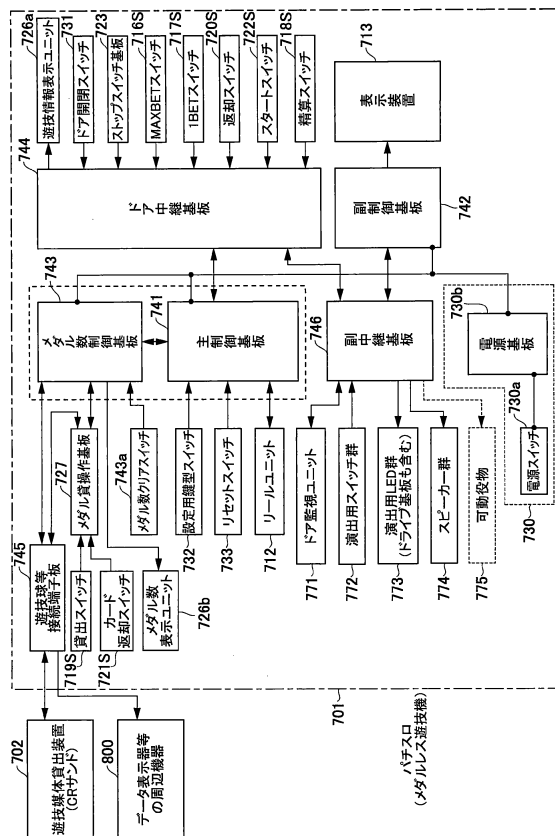 702
遊技媒体貸出装置
(CRサンド)
800
データ表示器等
の周辺機器
701
パチスロ
(メダルレス遊技機)
745
遊技球等
接続端子板
727
メダル貸操作基板
719S
貸出スイッチ
721S
カード
返却スイッチ
726b
メダル数
表示ユニット
743a
メダル数クリアスイッチ
743
メダル数制御基板
741
主制御基板
732
設定用鍵型スイッチ
733
リセットスイッチ
712
リールユニット
744
ドア中継基板
726a
遊技情報表示ユニット
731
ドア開閉スイッチ
723
ストップスイッチ基板
716S
MAXBETスイッチ
717S
1BETスイッチ
720S
返却スイッチ
722S
スタートスイッチ
718S
精算スイッチ
746
副中継基板
771
ドア監視ユニット
772
演出用スイッチ群
773
演出用LED群
(ドライブ基板も含む)
774
スピーカー群
775
可動役物
742
副制御基板
713
表示装置
730
730a
電源スイッチ
730b
電源基板